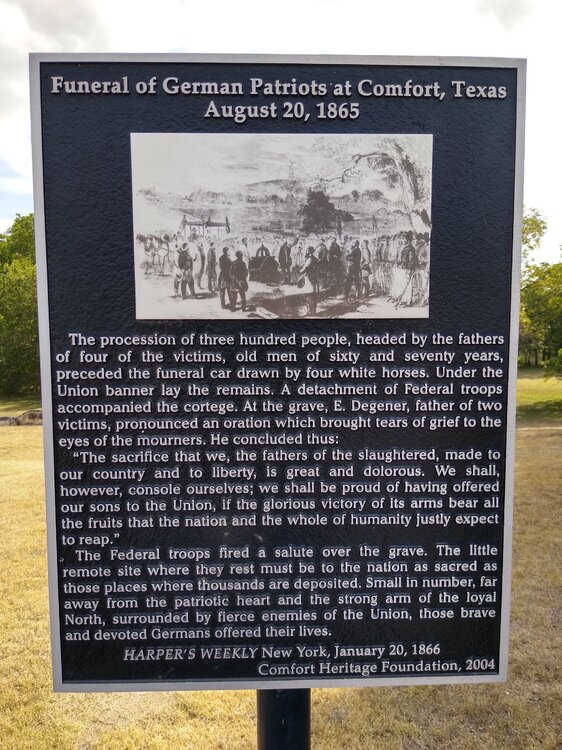 Funeral of German Patriots at Comfort, Texas
August 20, 1865
The procession of three hundred people, headed by the fathers
of four of the victims, old men of sixty and seventy years,
preceded the funeral car drawn by four white horses. Under the
Union banner lay the remains. A detachment of Federal troops
accompanied the cortege. At the grave, E. Degener, father of two
victims, pronounced an oration which brought tears of grief to the
eyes of the mourners. He concluded thus:
"The sacrifice that we, the fathers of the slaughtered, made to
our country and to liberty, is great and dolorous. We shall,
however, console ourselves; we shall be proud of having offered
our sons to the Union, if the glorious victory of its arms bear all
the fruits that the nation and the whole of humanity justly expect
to reap."
The Federal troops fired a salute over the grave. The little
remote site where they rest must be to the nation as sacred as
those places where thousands are deposited. Small in number, far
away from the patriotic heart and the strong arm of the loyal
North, surrounded by fierce enemies of the Union, those brave
and devoted Germans offered their lives.
HARPER'S WEEKLY New York, January 20, 1866
Comfort Heritage Foundation, 2004